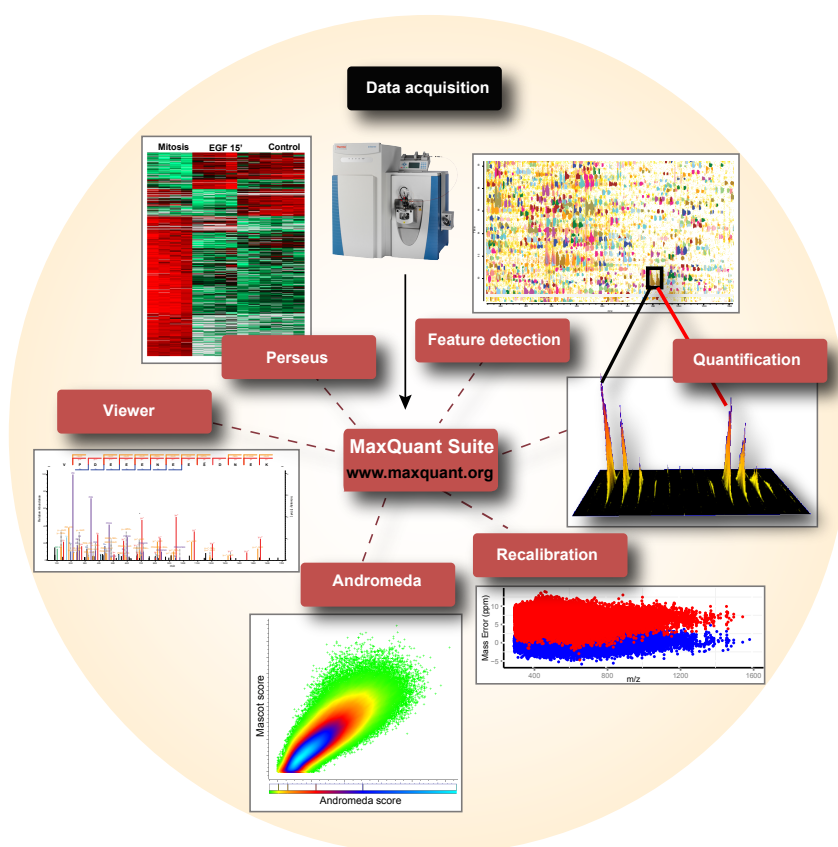 Data acquisition
Mitosis EGF 15' Control
Feature detection
Perseus
Quantification
Viewer
MaxQuant Suite
www.maxquant.org
Recalibration
Andromeda
Mass Error (ppm)
10
5
0
-5
400 800 1200 1600
m/z
Mascot score
Andromeda score